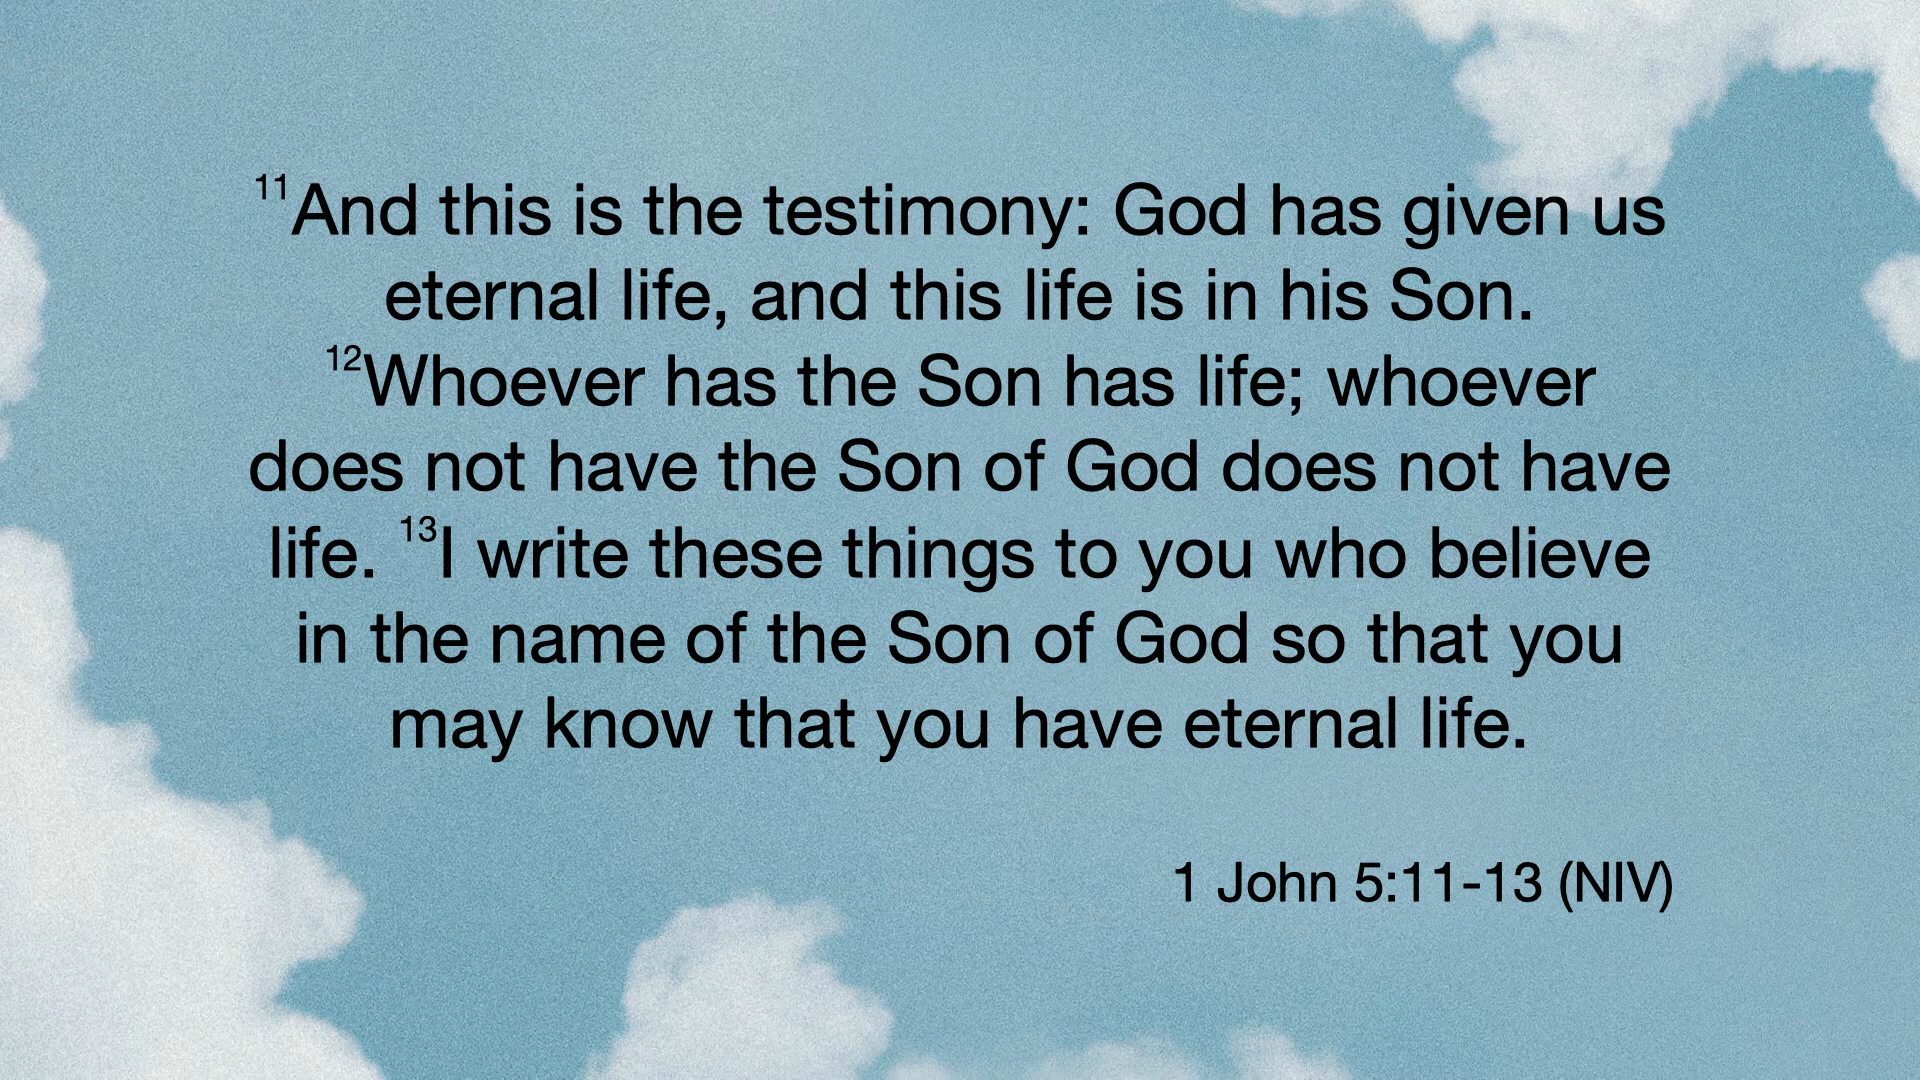 11And this is the testimony: God has given us
eternal life, and this life is in his Son.
12Whoever has the Son has life; whoever
does not have the Son of God does not have
life. 13I write these things to you who believe
in the name of the Son of God so that you
may know that you have eternal life.
1 John 5:11-13 (NIV)